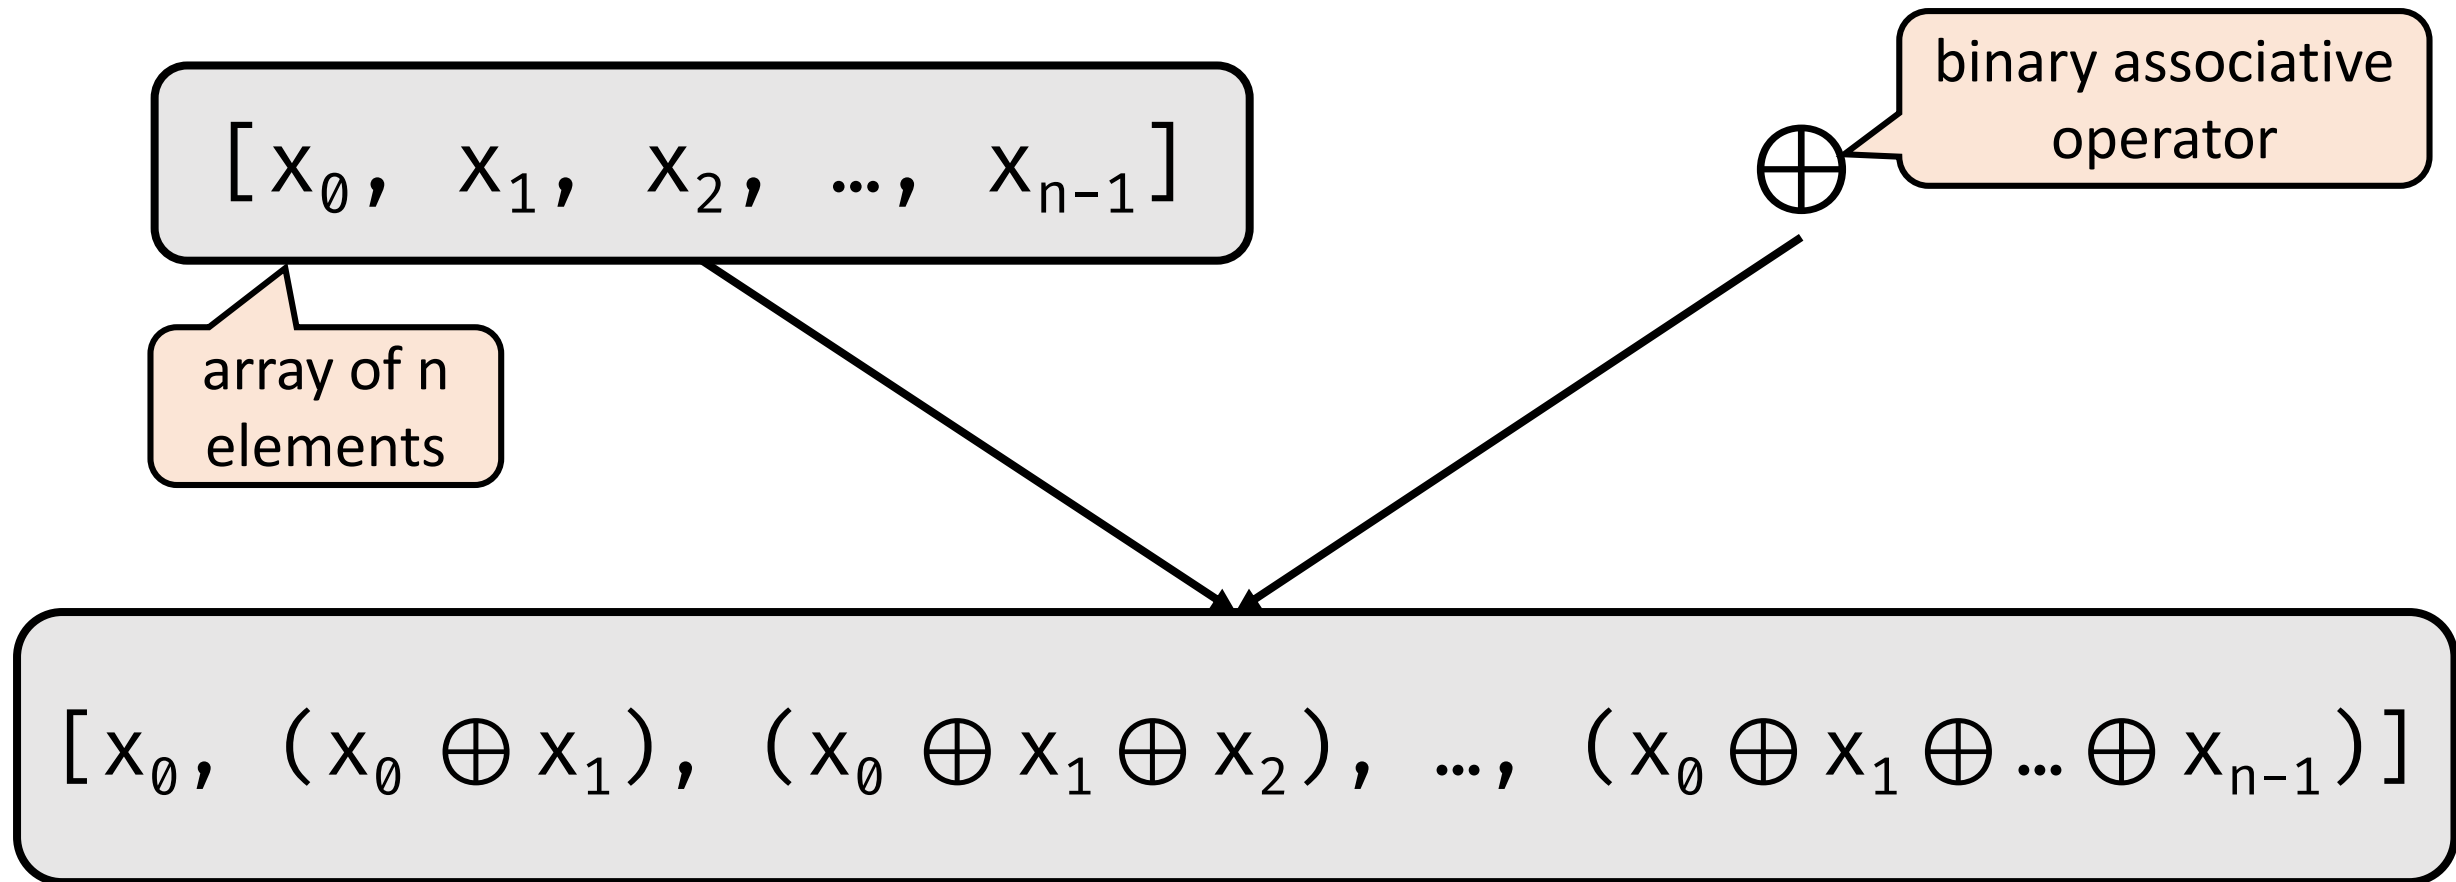 binary associative
operator
[x₀, x₁, x₂, …, xₙ₋₁]
⊕
array of n
elements
[x₀, (x₀ ⊕ x₁), (x₀ ⊕ x₁ ⊕ x₂), …, (x₀ ⊕ x₁ ⊕ … ⊕ xₙ₋₁)]